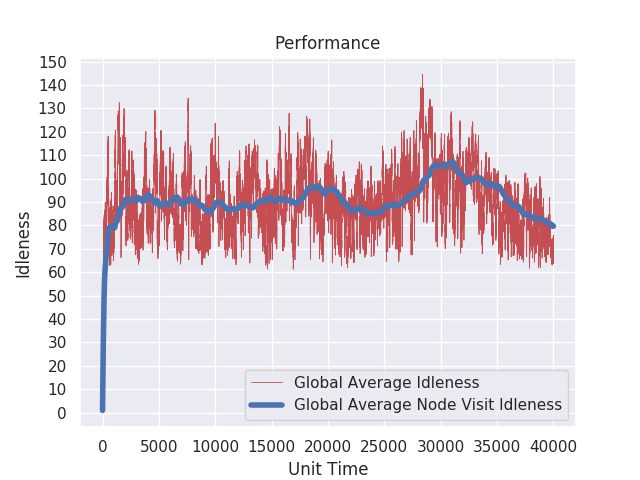 Performance
150
140
130
120
110
100
90
80
70
60
50
40
30
20
10
0
Idleness
Global Average Idleness
Global Average Node Visit Idleness
0 5000 10000 15000 20000 25000 30000 35000 40000
Unit Time